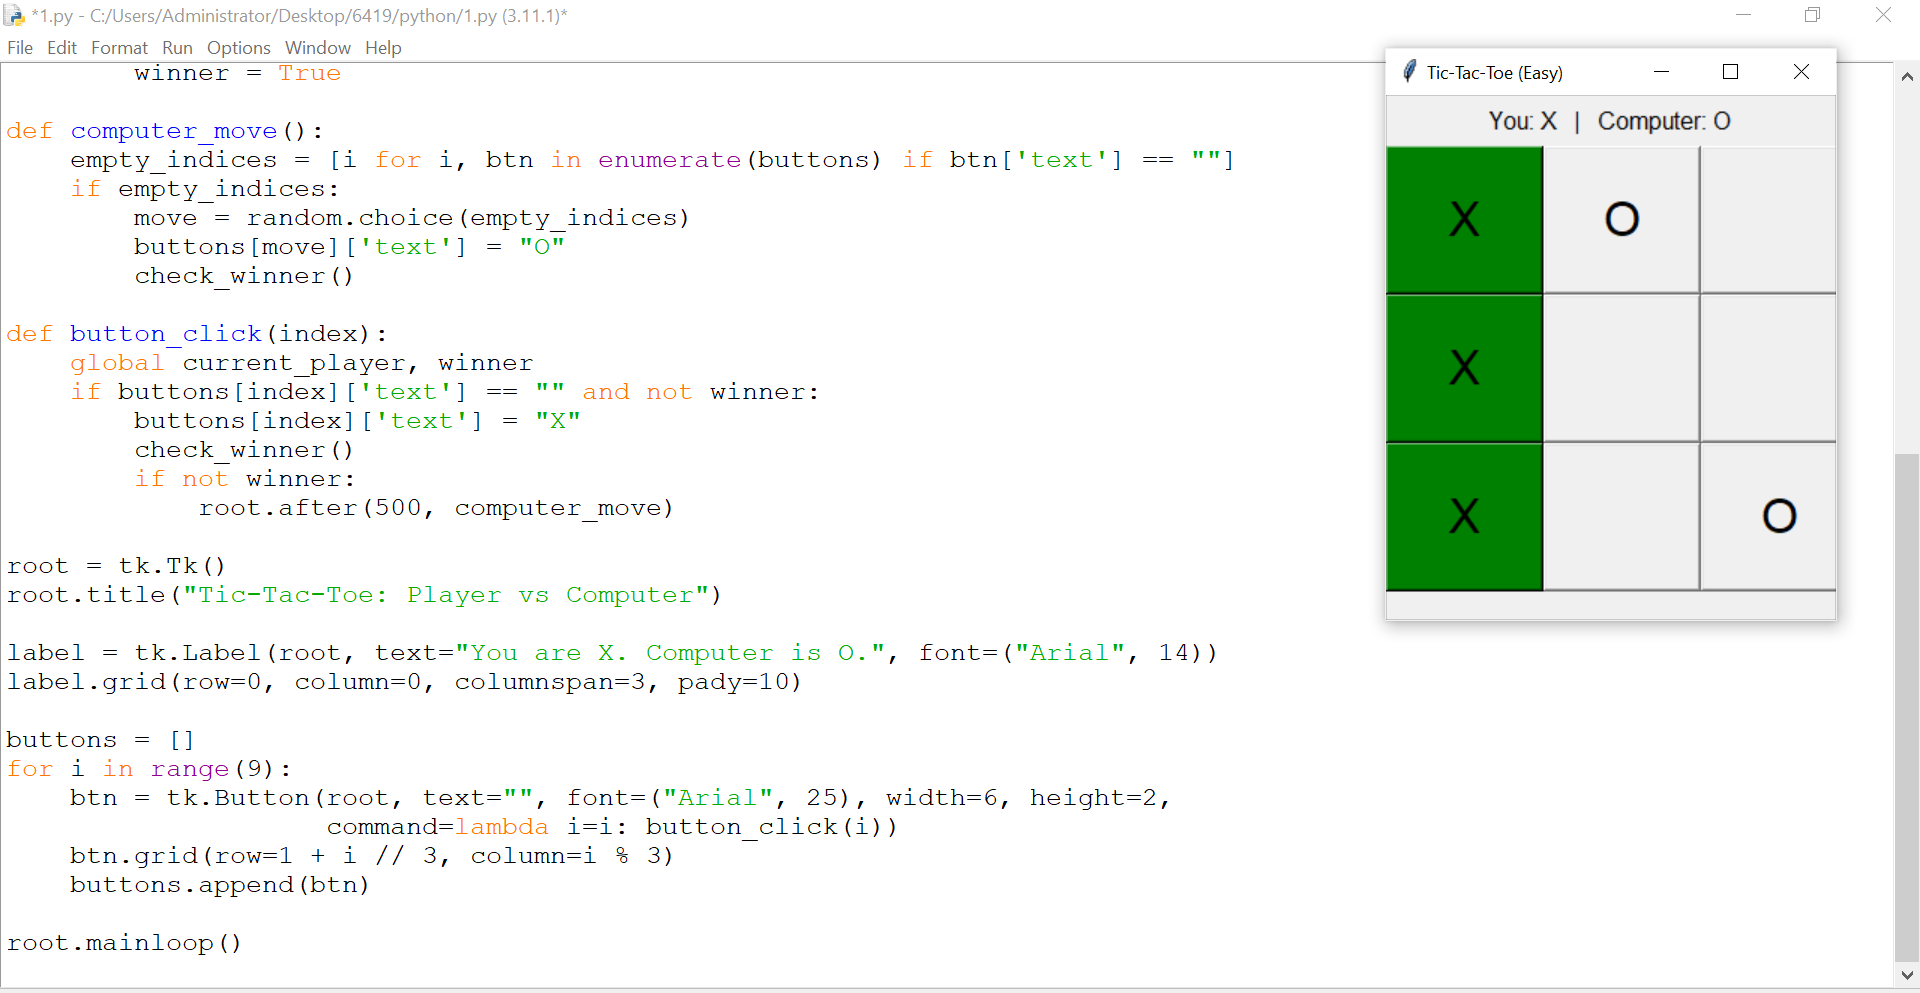 *1.py - C:/Users/Administrator/Desktop/6419/python/1.py (3.11.1)*
File Edit Format Run Options Window Help
        winner = True

def computer_move():
    empty_indices = [i for i, btn in enumerate(buttons) if btn['text'] == ""]
    if empty_indices:
        move = random.choice(empty_indices)
        buttons[move]['text'] = "O"
        check_winner()

def button_click(index):
    global current_player, winner
    if buttons[index]['text'] == "" and not winner:
        buttons[index]['text'] = "X"
        check_winner()
        if not winner:
            root.after(500, computer_move)

root = tk.Tk()
root.title("Tic-Tac-Toe: Player vs Computer")

label = tk.Label(root, text="You are X. Computer is O.", font=("Arial", 14))
label.grid(row=0, column=0, columnspan=3, pady=10)

buttons = []
for i in range(9):
    btn = tk.Button(root, text="", font=("Arial", 25), width=6, height=2,
                    command=lambda i=i: button_click(i))
    btn.grid(row=1 + i // 3, column=i % 3)
    buttons.append(btn)

root.mainloop()
Tic-Tac-Toe (Easy)
You: X | Computer: O
X O
X
X O